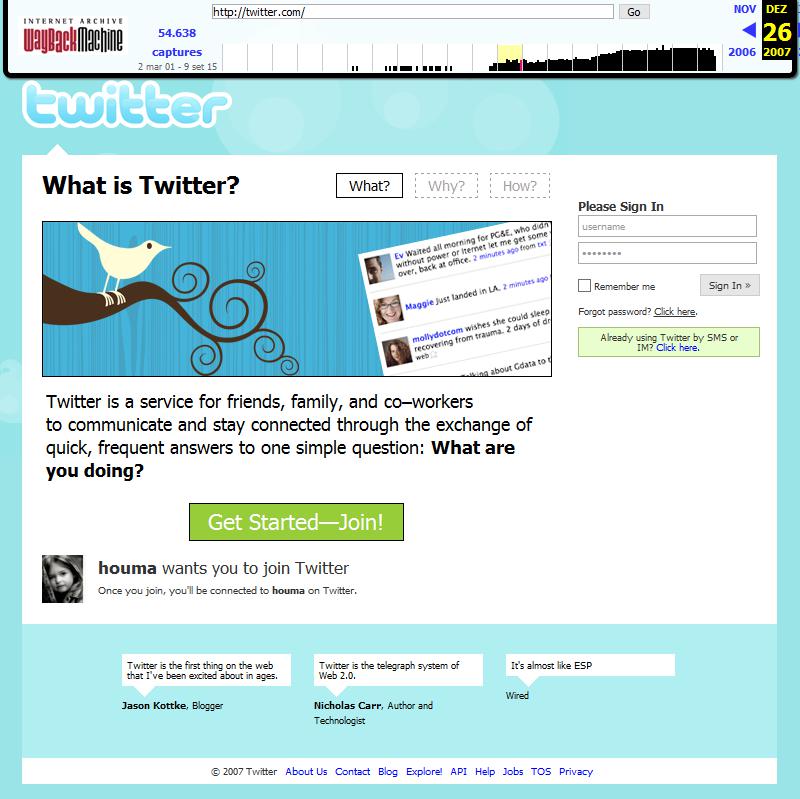 INTERNET ARCHIVE
WayBackMachine
http://twitter.com/
Go
54.638
captures
2 mar 01 - 9 set 15
NOV
DEZ
26
2006
2007
twitter
What is Twitter?
What?
Why?
How?
Please Sign In
username
Remember me
Sign In »
Forgot password? Click here.
Already using Twitter by SMS or
IM? Click here.
Ev Waited all morning for PG&E, who didn
without power or Iternet let me get some
over, back at office. 2 minutes ago from txt
Maggie Just landed in LA. 2 minutes ago
mollydotcom wishes she could sleep
recovering from trauma. 2 days of
web
talking about Gdata to
Twitter is a service for friends, family, and co–workers
to communicate and stay connected through the exchange of
quick, frequent answers to one simple question: What are
you doing?
Get Started—Join!
houma wants you to join Twitter
Once you join, you'll be connected to houma on Twitter.
Twitter is the first thing on the web
that I've been excited about in ages.
Jason Kottke, Blogger
Twitter is the telegraph system of
Web 2.0.
Nicholas Carr, Author and
Technologist
It's almost like ESP
Wired
© 2007 Twitter About Us Contact Blog Explore! API Help Jobs TOS Privacy